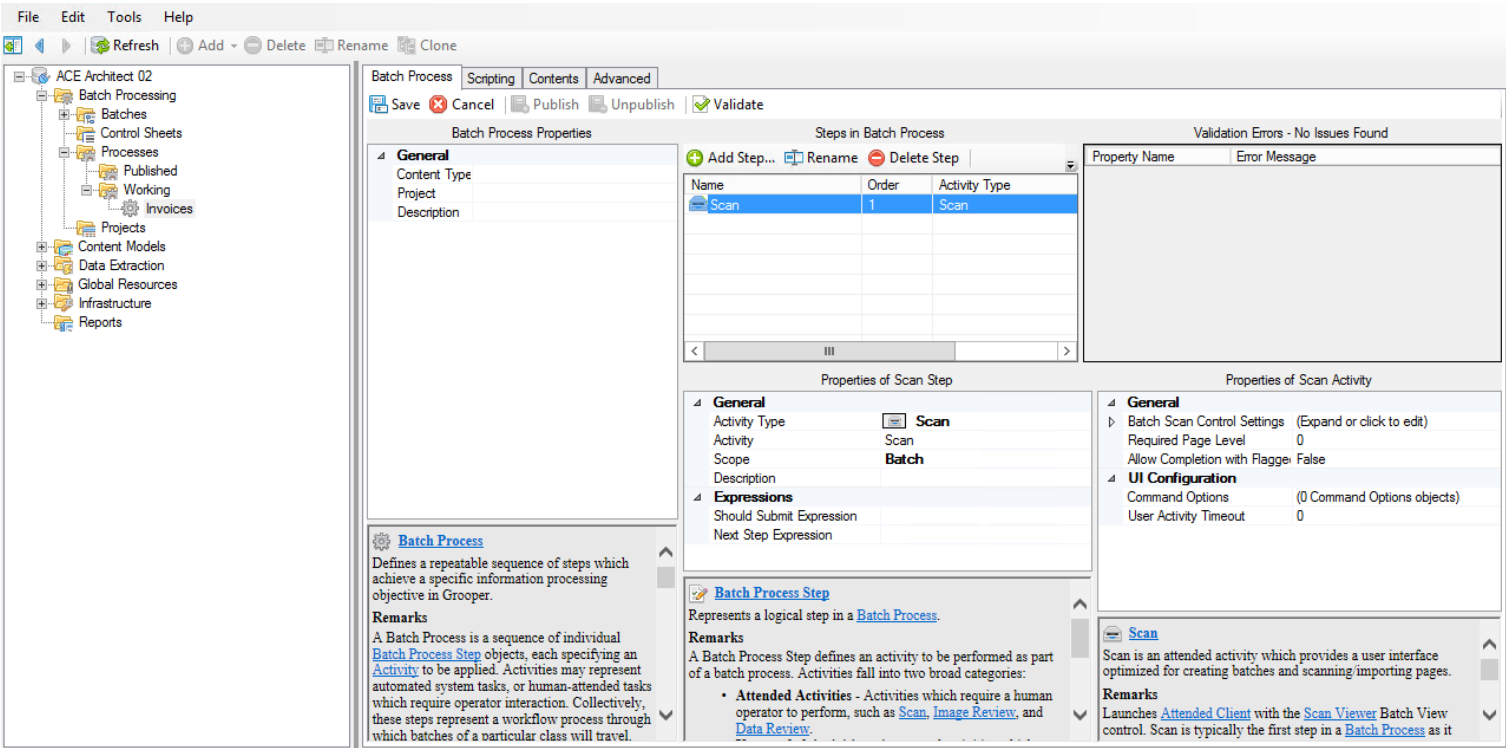 File Edit Tools Help
Refresh Add Delete Rename Clone
ACE Architect 02
Batch Processing
Batches
Control Sheets
Processes
Published
Working
Invoices
Projects
Content Models
Data Extraction
Global Resources
Infrastructure
Reports
Batch Process Scripting Contents Advanced
Save Cancel Publish Unpublish Validate
Batch Process Properties
General
Content Type
Project
Description
Batch Process
Defines a repeatable sequence of steps which
achieve a specific information processing
objective in Grooper.
Remarks
A Batch Process is a sequence of individual
Batch Process Step objects, each specifying an
Activity to be applied. Activities may represent
automated system tasks, or human-attended tasks
which require operator interaction. Collectively,
these steps represent a workflow process through
which batches of a particular class will travel.
Steps in Batch Process
Add Step... Rename Delete Step
Name Order Activity Type
Scan 1 Scan
Properties of Scan Step
General
Activity Type Scan
Activity Scan
Scope Batch
Description
Expressions
Should Submit Expression
Next Step Expression
Batch Process Step
Represents a logical step in a Batch Process.
Remarks
A Batch Process Step defines an activity to be performed as part
of a batch process. Activities fall into two broad categories:
• Attended Activities - Activities which require a human
operator to perform, such as Scan, Image Review, and
Data Review.
Validation Errors - No Issues Found
Property Name Error Message
Properties of Scan Activity
General
Batch Scan Control Settings (Expand or click to edit)
Required Page Level 0
Allow Completion with Flagge False
UI Configuration
Command Options (0 Command Options objects)
User Activity Timeout 0
Scan
Scan is an attended activity which provides a user interface
optimized for creating batches and scanning/importing pages.
Remarks
Launches Attended Client with the Scan Viewer Batch View
control. Scan is typically the first step in a Batch Process as it